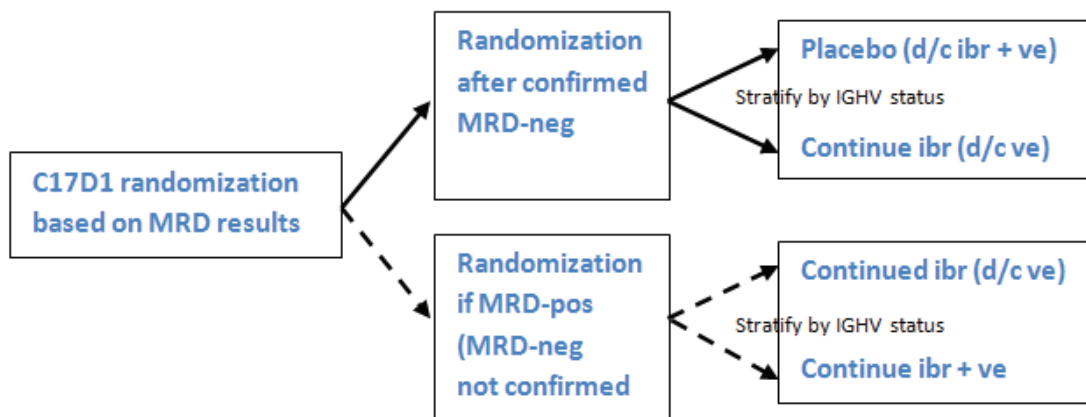 C17D1 randomization
based on MRD results
Randomization
after confirmed
MRD-neg
Placebo (d/c ibr + ve)
Stratify by IGHV status
Continue ibr (d/c ve)
Randomization
if MRD-pos
(MRD-neg
not confirmed
Continued ibr (d/c ve)
Stratify by IGHV status
Continue ibr + ve